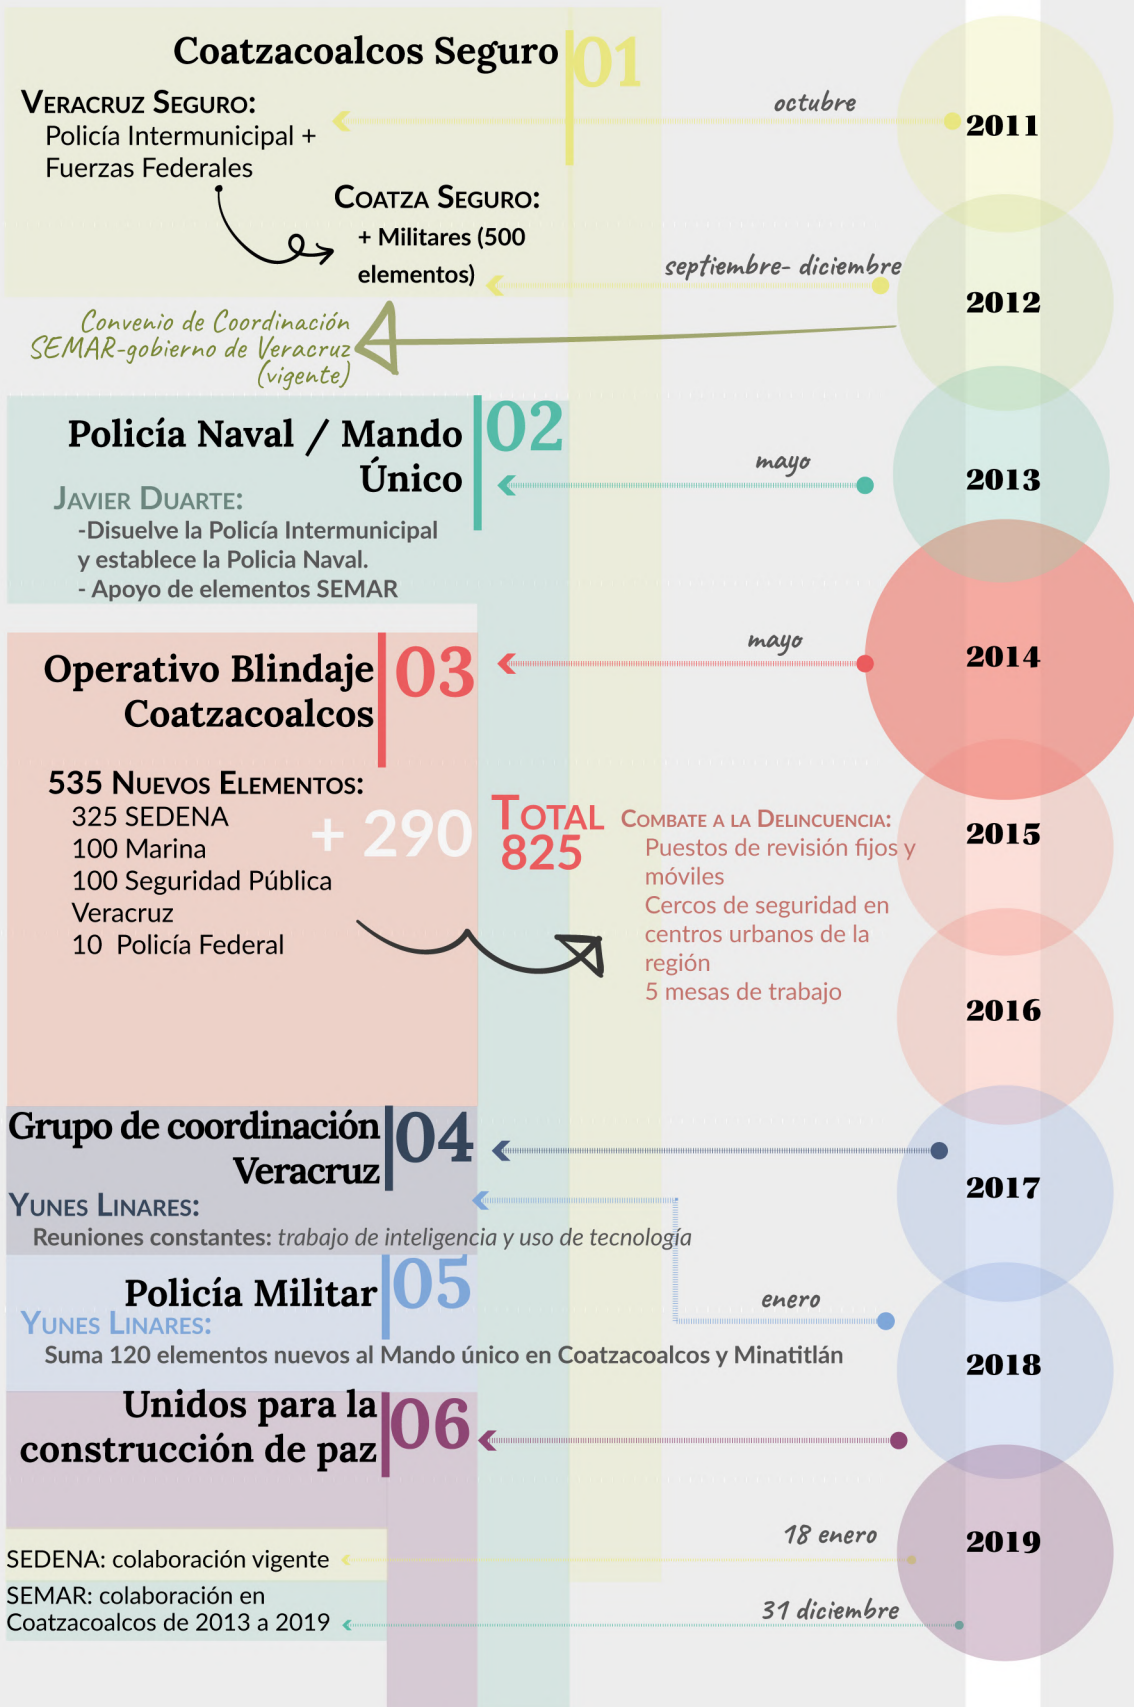 Coatzacoalcos Seguro
01
VERACRUZ SEGURO:
Policía Intermunicipal +
Fuerzas Federales
octubre
2011
COATZA SEGURO:
+ Militares (500
elementos)
septiembre- diciembre
2012
Convenio de Coordinación
SEMAR-gobierno de Veracruz
(vigente)
Policía Naval / Mando
Único
02
JAVIER DUARTE:
-Disuelve la Policía Intermunicipal
y establece la Policia Naval.
- Apoyo de elementos SEMAR
mayo
2013
Operativo Blindaje
Coatzacoalcos
03
mayo
2014
535 NUEVOS ELEMENTOS:
325 SEDENA
100 Marina
100 Seguridad Pública
Veracruz
10 Policía Federal
+ 290
TOTAL
825
COMBATE A LA DELINCUENCIA:
Puestos de revisión fijos y
móviles
Cercos de seguridad en
centros urbanos de la
región
5 mesas de trabajo
2015
2016
Grupo de coordinación
Veracruz
04
YUNES LINARES:
Reuniones constantes: trabajo de inteligencia y uso de tecnología
2017
Policía Militar
05
YUNES LINARES:
Suma 120 elementos nuevos al Mando único en Coatzacoalcos y Minatitlán
enero
2018
Unidos para la
construcción de paz
06
2019
SEDENA: colaboración vigente
18 enero
SEMAR: colaboración en
Coatzacoalcos de 2013 a 2019
31 diciembre